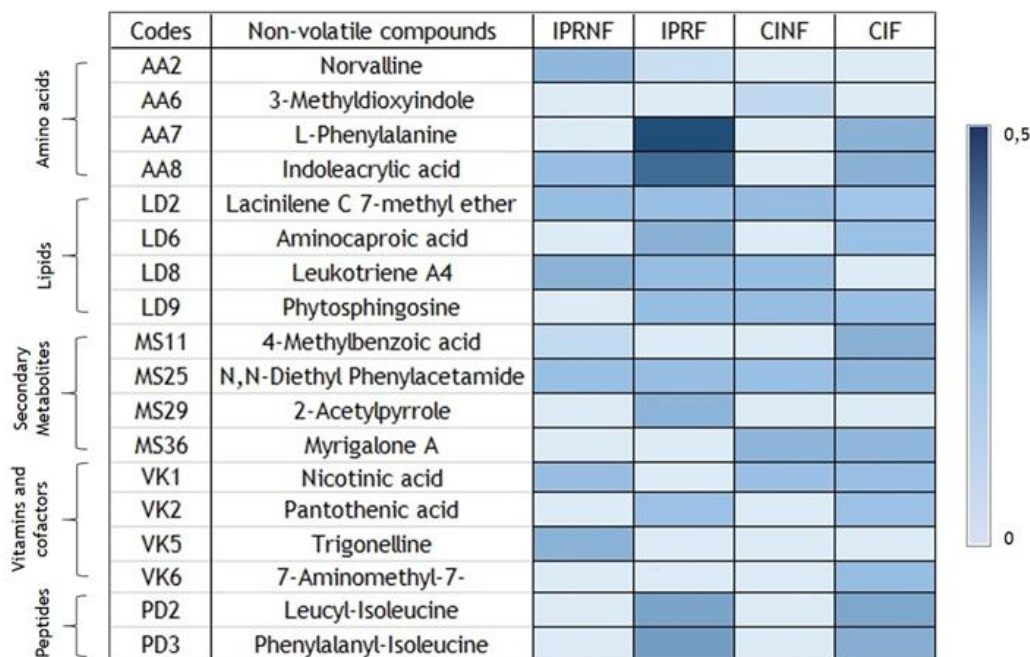 Codes Non-volatile compounds IPRNF IPRF CINF CIF
Amino acids
AA2 Norvalline
AA6 3-Methyldioxyindole
AA7 L-Phenylalanine
AA8 Indoleacrylic acid
Lipids
LD2 Lacinilene C 7-methyl ether
LD6 Aminocaproic acid
LD8 Leukotriene A4
LD9 Phytosphingosine
Secondary
Metabolites
MS11 4-Methylbenzoic acid
MS25 N,N-Diethyl Phenylacetamide
MS29 2-Acetylpyrrole
MS36 Myrigalone A
Vitamins and
cofactors
VK1 Nicotinic acid
VK2 Pantothenic acid
VK5 Trigonelline
VK6 7-Aminomethyl-7-
Peptides
PD2 Leucyl-Isoleucine
PD3 Phenylalanyl-Isoleucine
0,5
0